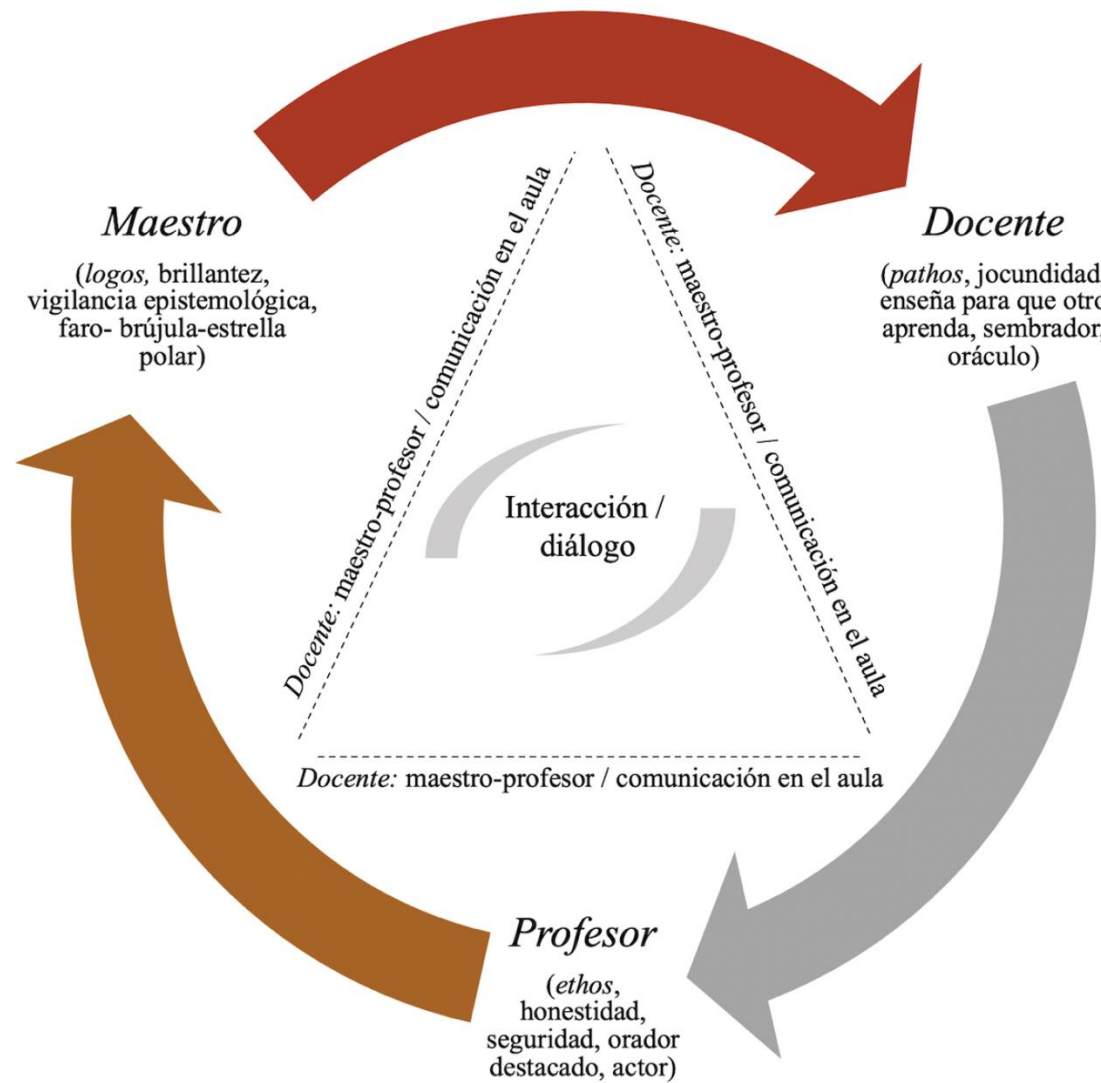 Maestro
(logos, brillantez,
vigilancia epistemológica,
faro- brújula-estrella
polar)
Docente
(pathos, jocundidad,
enseña para que otro
aprenda, sembrador,
oráculo)
Docente: maestro-profesor / comunicación en el aula
Docente: maestro-profesor / comunicación en el aula
Interacción /
diálogo
Docente: maestro-profesor / comunicación en el aula
Profesor
(ethos,
honestidad,
seguridad, orador
destacado, actor)